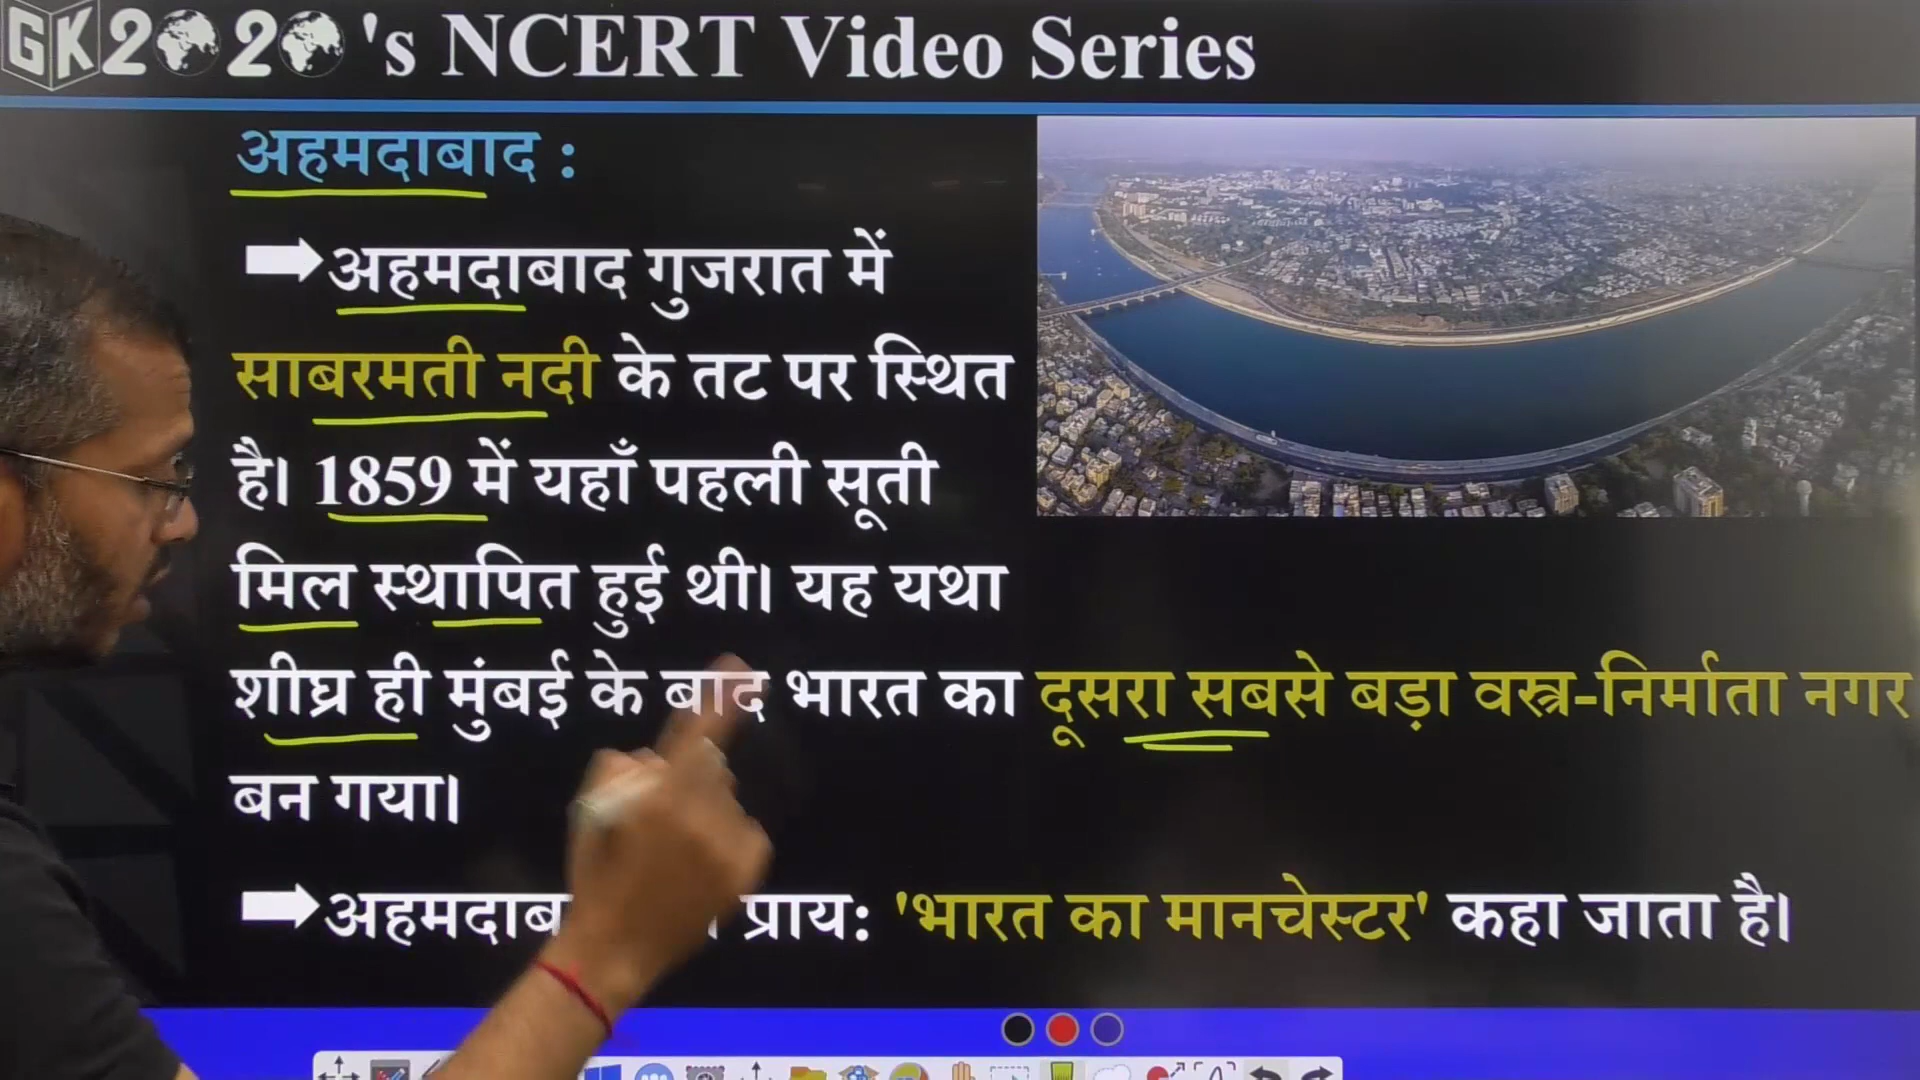 GK2020's NCERT Video Series
अहमदाबाद :
अहमदाबाद गुजरात में
साबरमती नदी के तट पर स्थित
है। 1859 में यहाँ पहली सूती
मिल स्थापित हुई थी। यह यथा
शीघ्र ही मुंबई के बाद भारत का दूसरा सबसे बड़ा वस्त्र-निर्माता नगर
बन गया।
प्राय: 'भारत का मानचेस्टर' कहा जाता है।